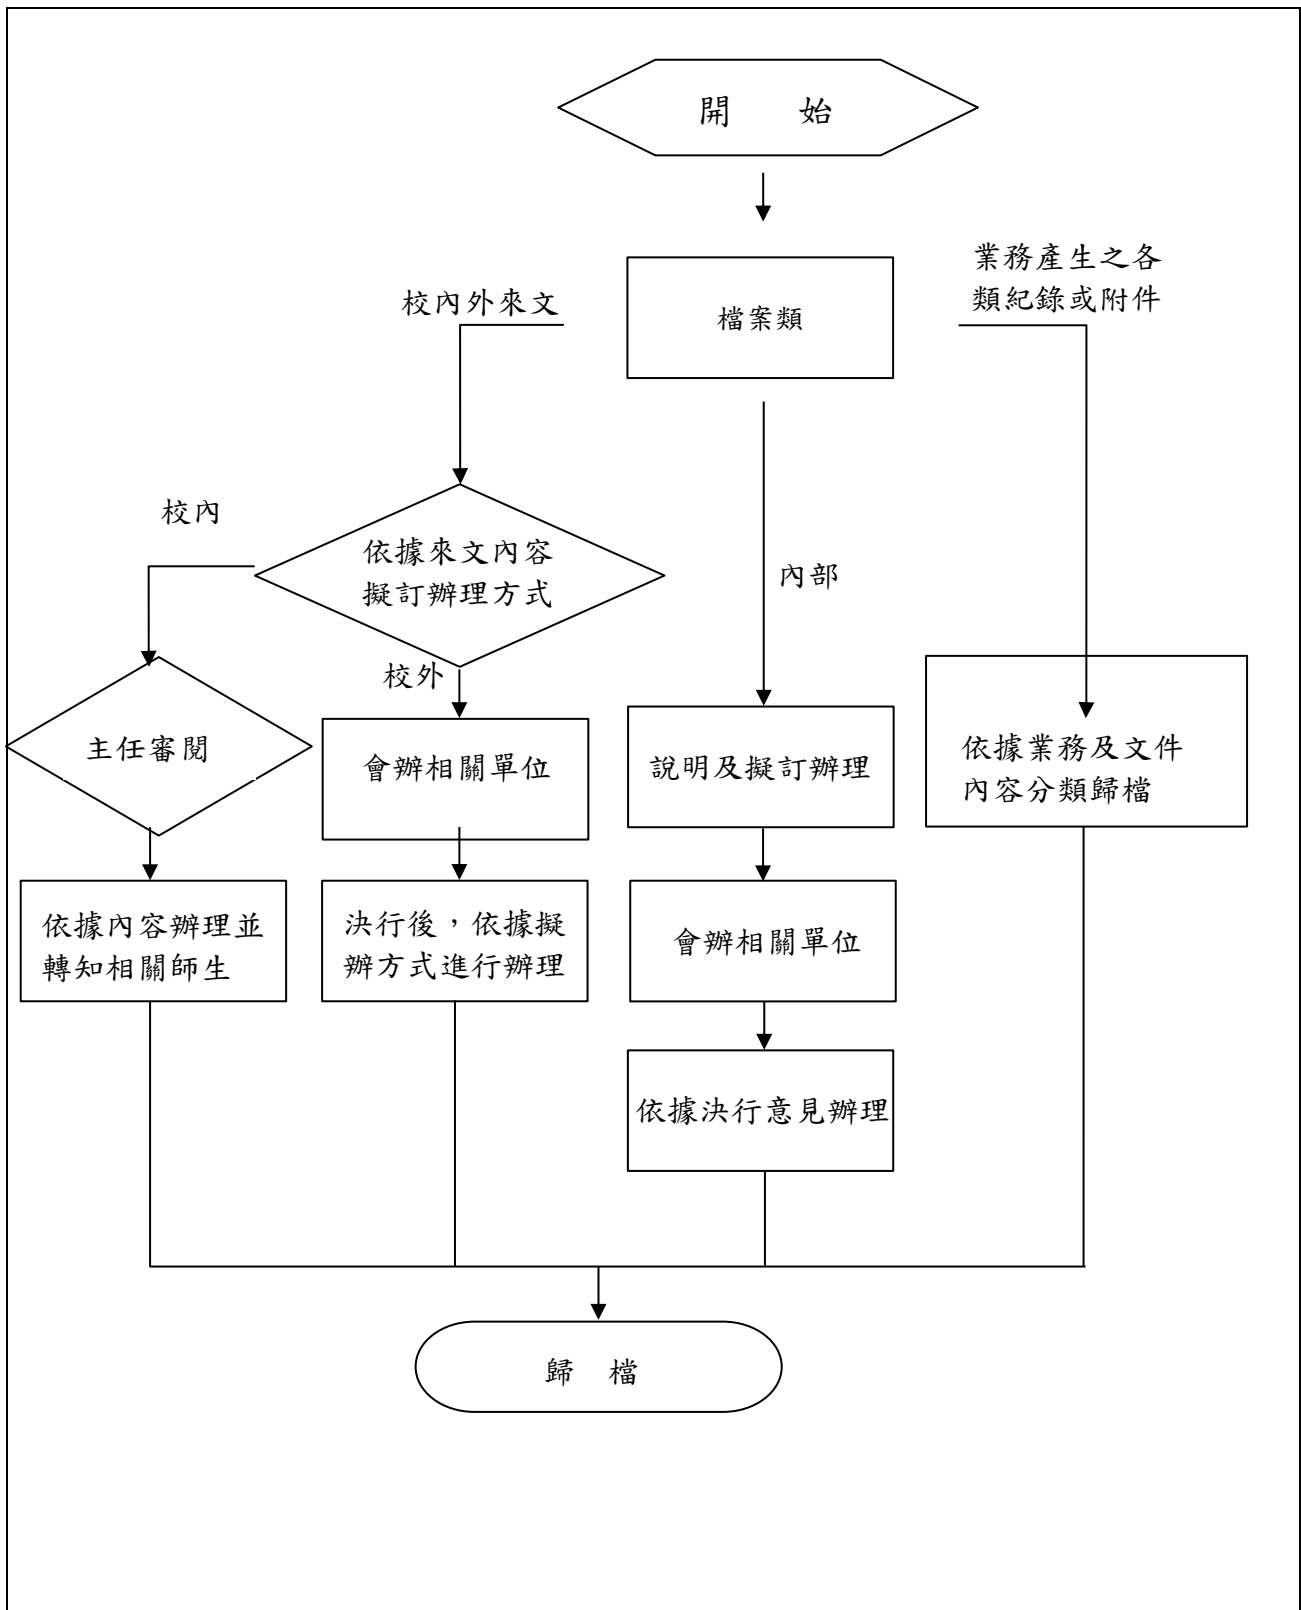 開 始
業務產生之各
類紀錄或附件
校內外來文
檔案類
校內
依據來文內容
擬訂辦理方式
內部
校外
主任審閱
會辦相關單位
說明及擬訂辦理
依據業務及文件
內容分類歸檔
依據內容辦理並
轉知相關師生
決行後，依據擬
辦方式進行辦理
會辦相關單位
依據決行意見辦理
歸 檔